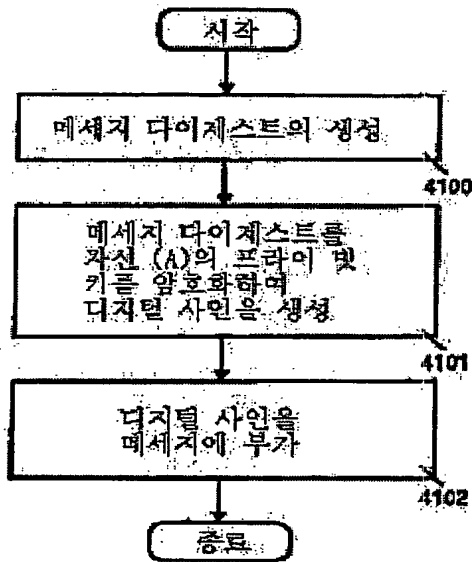 시작
메세지 다이제스트의 생성
4100
메세지 다이제스트를
자신 (A)의 프라이 빗
키를 암호화하여
디지털 사인을 생성
4101
디지털 사인을
메세지에 부가
4102
종료